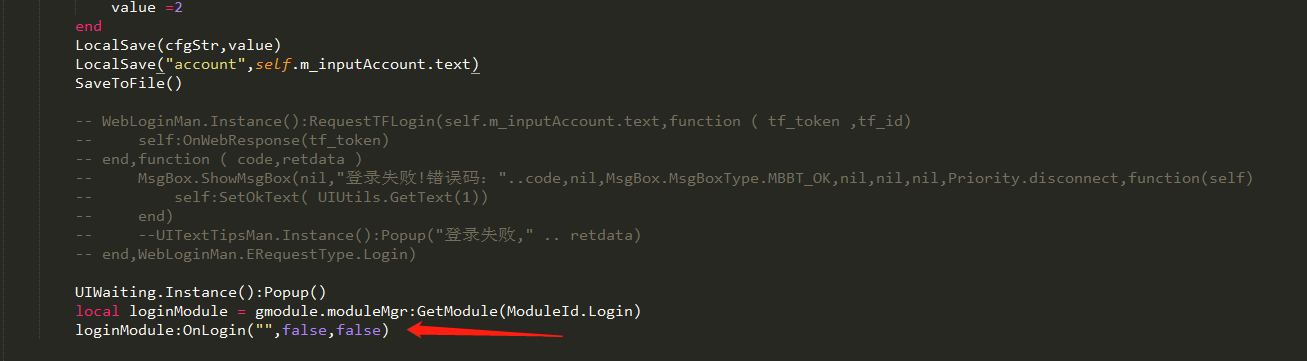 value =2
end
LocalSave(cfgStr,value)
LocalSave("account",self.m_inputAccount.text)
SaveToFile()
-- WebLoginMan.Instance():RequestTFLogin(self.m_inputAccount.text,function ( tf_token ,tf_id)
--     self:OnWebResponse(tf_token)
-- end,function ( code,retdata )
--     MsgBox.ShowMsgBox(nil,"登录失败!错误码: "..code,nil,MsgBox.MsgBoxType.MBBT_OK,nil,nil,nil,Priority.disconnect,function(self)
--         self:SetOkText( UIUtils.GetText(1))
--     end)
--     --UITextTipsMan.Instance():Popup("登录失败," .. retdata)
-- end,WebLoginMan.ERequestType.Login)
UIWaiting.Instance():Popup()
local loginModule = gmodule.moduleMgr:GetModule(ModuleId.Login)
loginModule:OnLogin("",false,false)